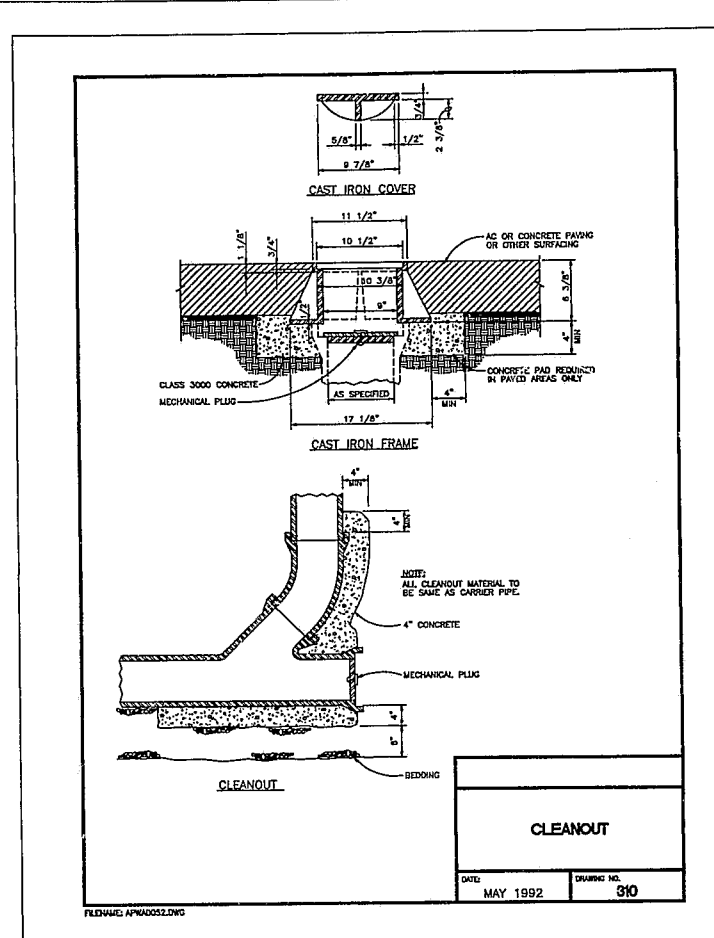 3/4"
2 3/8"
5/8"
1/2"
9 7/8"
CAST IRON COVER
11 1/2"
10 1/2"
1 1/8"
3/4"
AC OR CONCRETE PAVING
OR OTHER SURFACING
10 3/8"
6 3/8"
9"
1/2"
4"
MIN
CLASS 3000 CONCRETE
MECHANICAL PLUG
CONCRETE PAD REQUIRED
IN PAVED AREAS ONLY
AS SPECIFIED
4"
MIN
17 1/8"
CAST IRON FRAME
4"
MIN
4"
MIN
NOTE:
ALL CLEANOUT MATERIAL TO
BE SAME AS CARRIER PIPE.
4" CONCRETE
MECHANICAL PLUG
4"
6"
BEDDING
CLEANOUT
CLEANOUT
DATE:
MAY 1992
DRAWING NO.
310
FILENAME: APWA0052.DWG